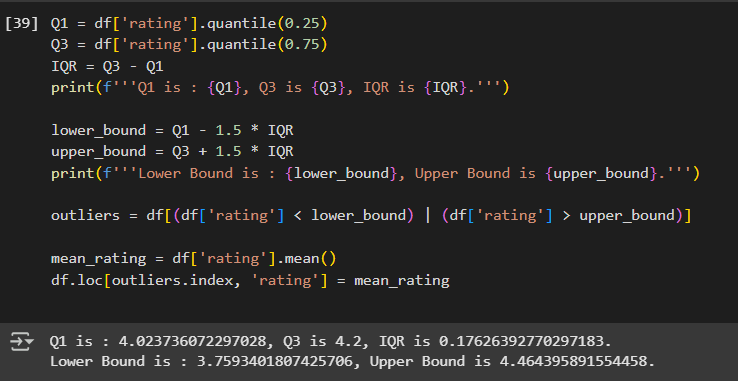 [39] Q1 = df['rating'].quantile(0.25)
Q3 = df['rating'].quantile(0.75)
IQR = Q3 - Q1
print(f'''Q1 is : {Q1}, Q3 is {Q3}, IQR is {IQR}.''')
lower_bound = Q1 - 1.5 * IQR
upper_bound = Q3 + 1.5 * IQR
print(f'''Lower Bound is : {lower_bound}, Upper Bound is {upper_bound}.''')
outliers = df[(df['rating'] < lower_bound) | (df['rating'] > upper_bound)]
mean_rating = df['rating'].mean()
df.loc[outliers.index, 'rating'] = mean_rating
Q1 is : 4.023736072297028, Q3 is 4.2, IQR is 0.17626392770297183.
Lower Bound is : 3.7593401807425706, Upper Bound is 4.464395891554458.